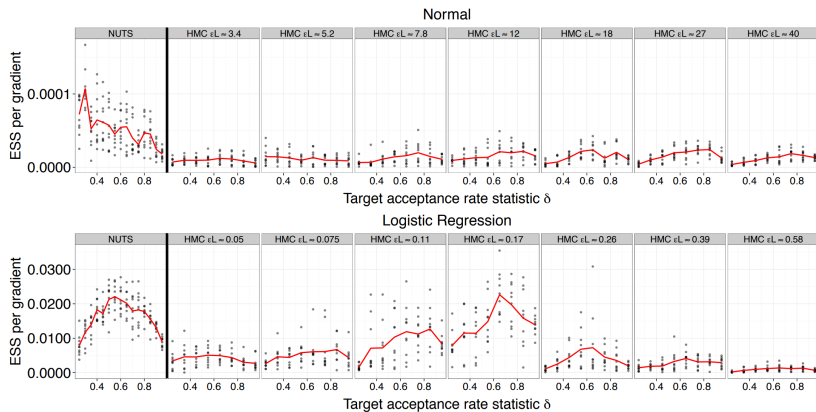 Normal
NUTS HMC εL ≈ 3.4 HMC εL ≈ 5.2 HMC εL ≈ 7.8 HMC εL ≈ 12 HMC εL ≈ 18 HMC εL ≈ 27 HMC εL ≈ 40
ESS per gradient
0.0001
0.0000
0.4 0.6 0.8 0.4 0.6 0.8 0.4 0.6 0.8 0.4 0.6 0.8 0.4 0.6 0.8 0.4 0.6 0.8 0.4 0.6 0.8 0.4 0.6 0.8
Target acceptance rate statistic δ
Logistic Regression
NUTS HMC εL ≈ 0.05 HMC εL ≈ 0.075 HMC εL ≈ 0.11 HMC εL ≈ 0.17 HMC εL ≈ 0.26 HMC εL ≈ 0.39 HMC εL ≈ 0.58
ESS per gradient
0.0300
0.0200
0.0100
0.0000
0.4 0.6 0.8 0.4 0.6 0.8 0.4 0.6 0.8 0.4 0.6 0.8 0.4 0.6 0.8 0.4 0.6 0.8 0.4 0.6 0.8 0.4 0.6 0.8
Target acceptance rate statistic δ